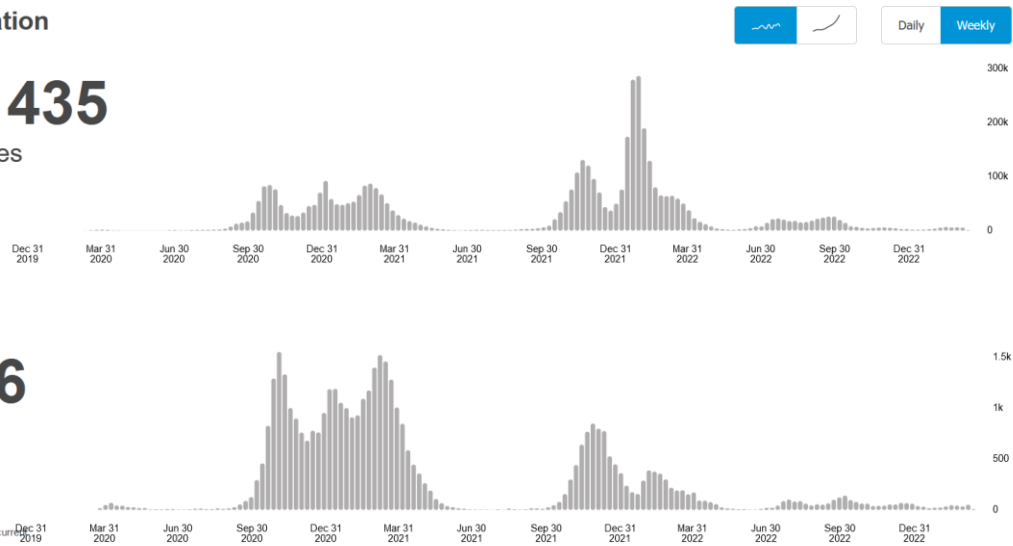 ation
Daily Weekly
435
es
300k
200k
100k
0
Dec 31 Mar 31 Jun 30 Sep 30 Dec 31 Mar 31 Jun 30 Sep 30 Dec 31 Mar 31 Jun 30 Sep 30 Dec 31
2019 2020 2020 2020 2020 2021 2021 2021 2021 2022 2022 2022 2022
6
1.5k
1k
500
0
Dec 31 Mar 31 Jun 30 Sep 30 Dec 31 Mar 31 Jun 30 Sep 30 Dec 31 Mar 31 Jun 30 Sep 30 Dec 31
2019 2020 2020 2020 2020 2021 2021 2021 2021 2022 2022 2022 2022